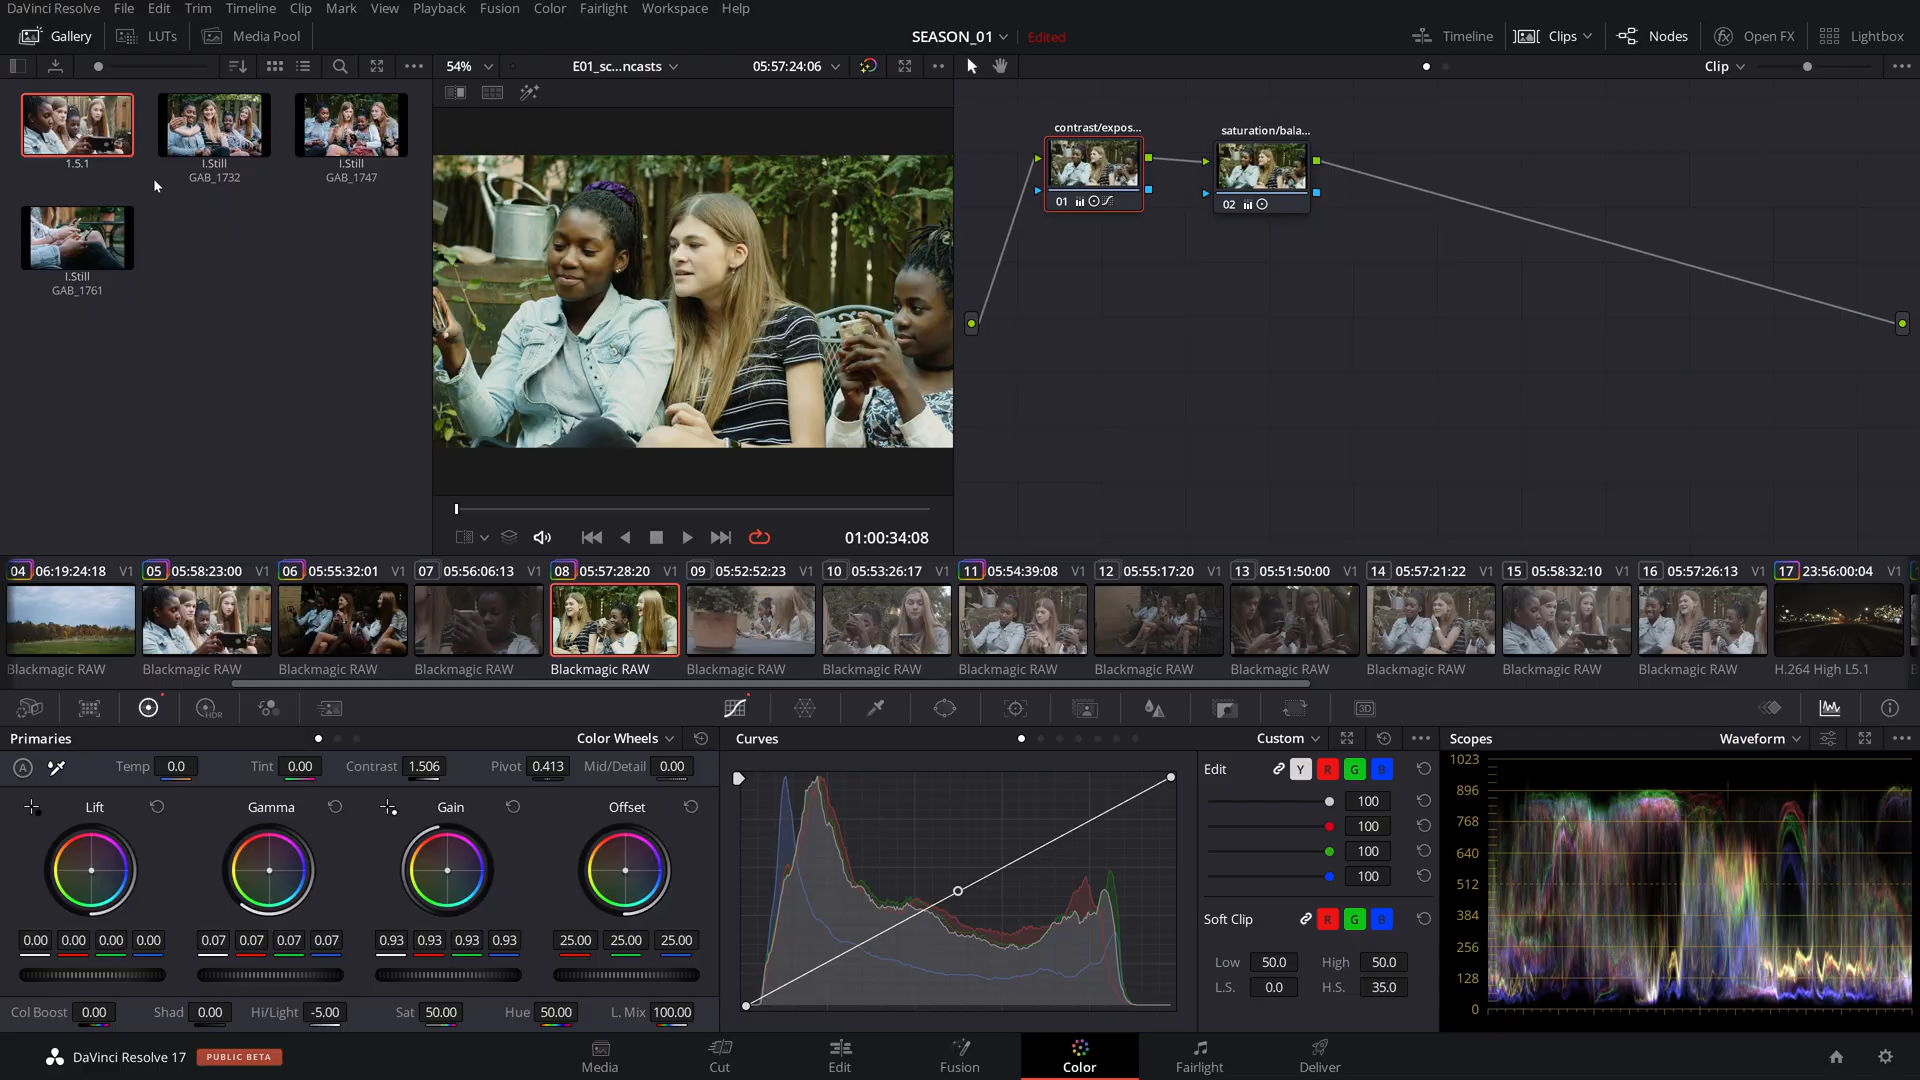 DaVinci Resolve File Edit Trim Timeline Clip Mark View Playback Fusion Color Fairlight Workspace Help
Gallery LUTs Media Pool SEASON_01 Edited Timeline Clips Nodes Open FX Lightbox
54% E01_sc...ncasts 05:57:24:06 Clip
1.5.1
I.Still
GAB_1732
I.Still
GAB_1747
I.Still
GAB_1761
contrast/expos...
01
saturation/bala...
02
01:00:34:08
04 06:19:24:18 V1 05 05:58:23:00 V1 06 05:55:32:01 V1 07 05:56:06:13 V1 08 05:57:28:20 V1 09 05:52:52:23 V1 10 05:53:26:17 V1 11 05:54:39:08 V1 12 05:55:17:20 V1 13 05:51:50:00 V1 14 05:57:21:22 V1 15 05:58:32:10 V1 16 05:57:26:13 V1 17 23:56:00:04 V1
Blackmagic RAW Blackmagic RAW Blackmagic RAW Blackmagic RAW Blackmagic RAW Blackmagic RAW Blackmagic RAW Blackmagic RAW Blackmagic RAW Blackmagic RAW Blackmagic RAW Blackmagic RAW Blackmagic RAW H.264 High L5.1
HDR 3D
Primaries Color Wheels
A Temp 0.0 Tint 0.00 Contrast 1.506 Pivot 0.413 Mid/Detail 0.00
Lift Gamma Gain Offset
0.00 0.00 0.00 0.00 0.07 0.07 0.07 0.07 0.93 0.93 0.93 0.93 25.00 25.00 25.00
Col Boost 0.00 Shad 0.00 Hi/Light -5.00 Sat 50.00 Hue 50.00 L. Mix 100.00
Curves Custom
Edit Y R G B
100
100
100
100
Soft Clip R G B
Low 50.0 High 50.0
L.S. 0.0 H.S. 35.0
Scopes Waveform
1023
896
768
640
512
384
256
128
0
DaVinci Resolve 17 PUBLIC BETA Media Cut Edit Fusion Color Fairlight Deliver